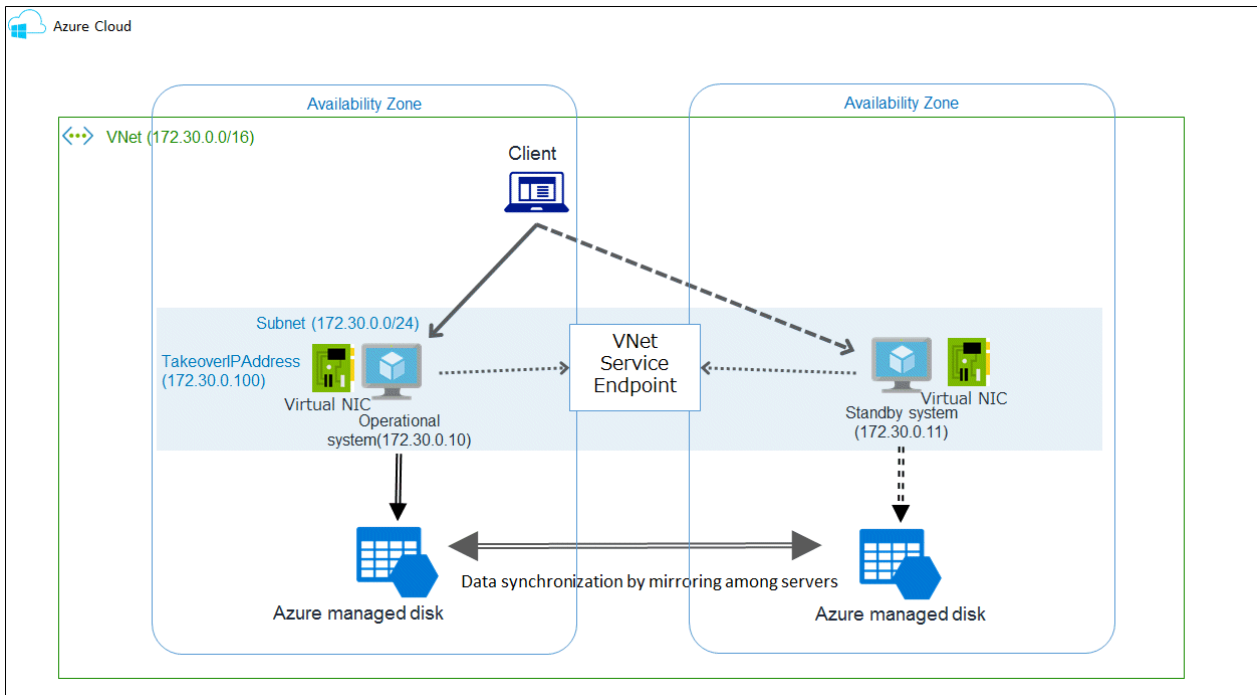 Azure Cloud
Availability Zone
Availability Zone
VNet (172.30.0.0/16)
Client
Subnet (172.30.0.0/24)
TakeoverIPAddress
(172.30.0.100)
Virtual NIC
Operational
system(172.30.0.10)
VNet
Service
Endpoint
Virtual NIC
Standby system
(172.30.0.11)
Data synchronization by mirroring among servers
Azure managed disk
Azure managed disk